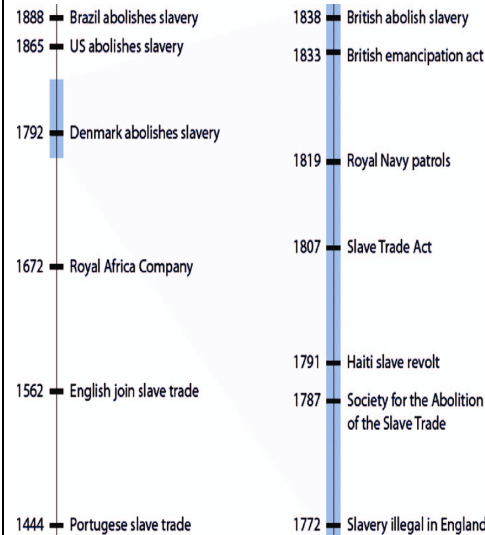 1888 Brazil abolishes slavery
1865 US abolishes slavery
1792 Denmark abolishes slavery
1672 Royal Africa Company
1562 English join slave trade
1444 Portugese slave trade
1838 British abolish slavery
1833 British emancipation act
1819 Royal Navy patrols
1807 Slave Trade Act
1791 Haiti slave revolt
1787 Society for the Abolition
of the Slave Trade
1772 Slavery illegal in England